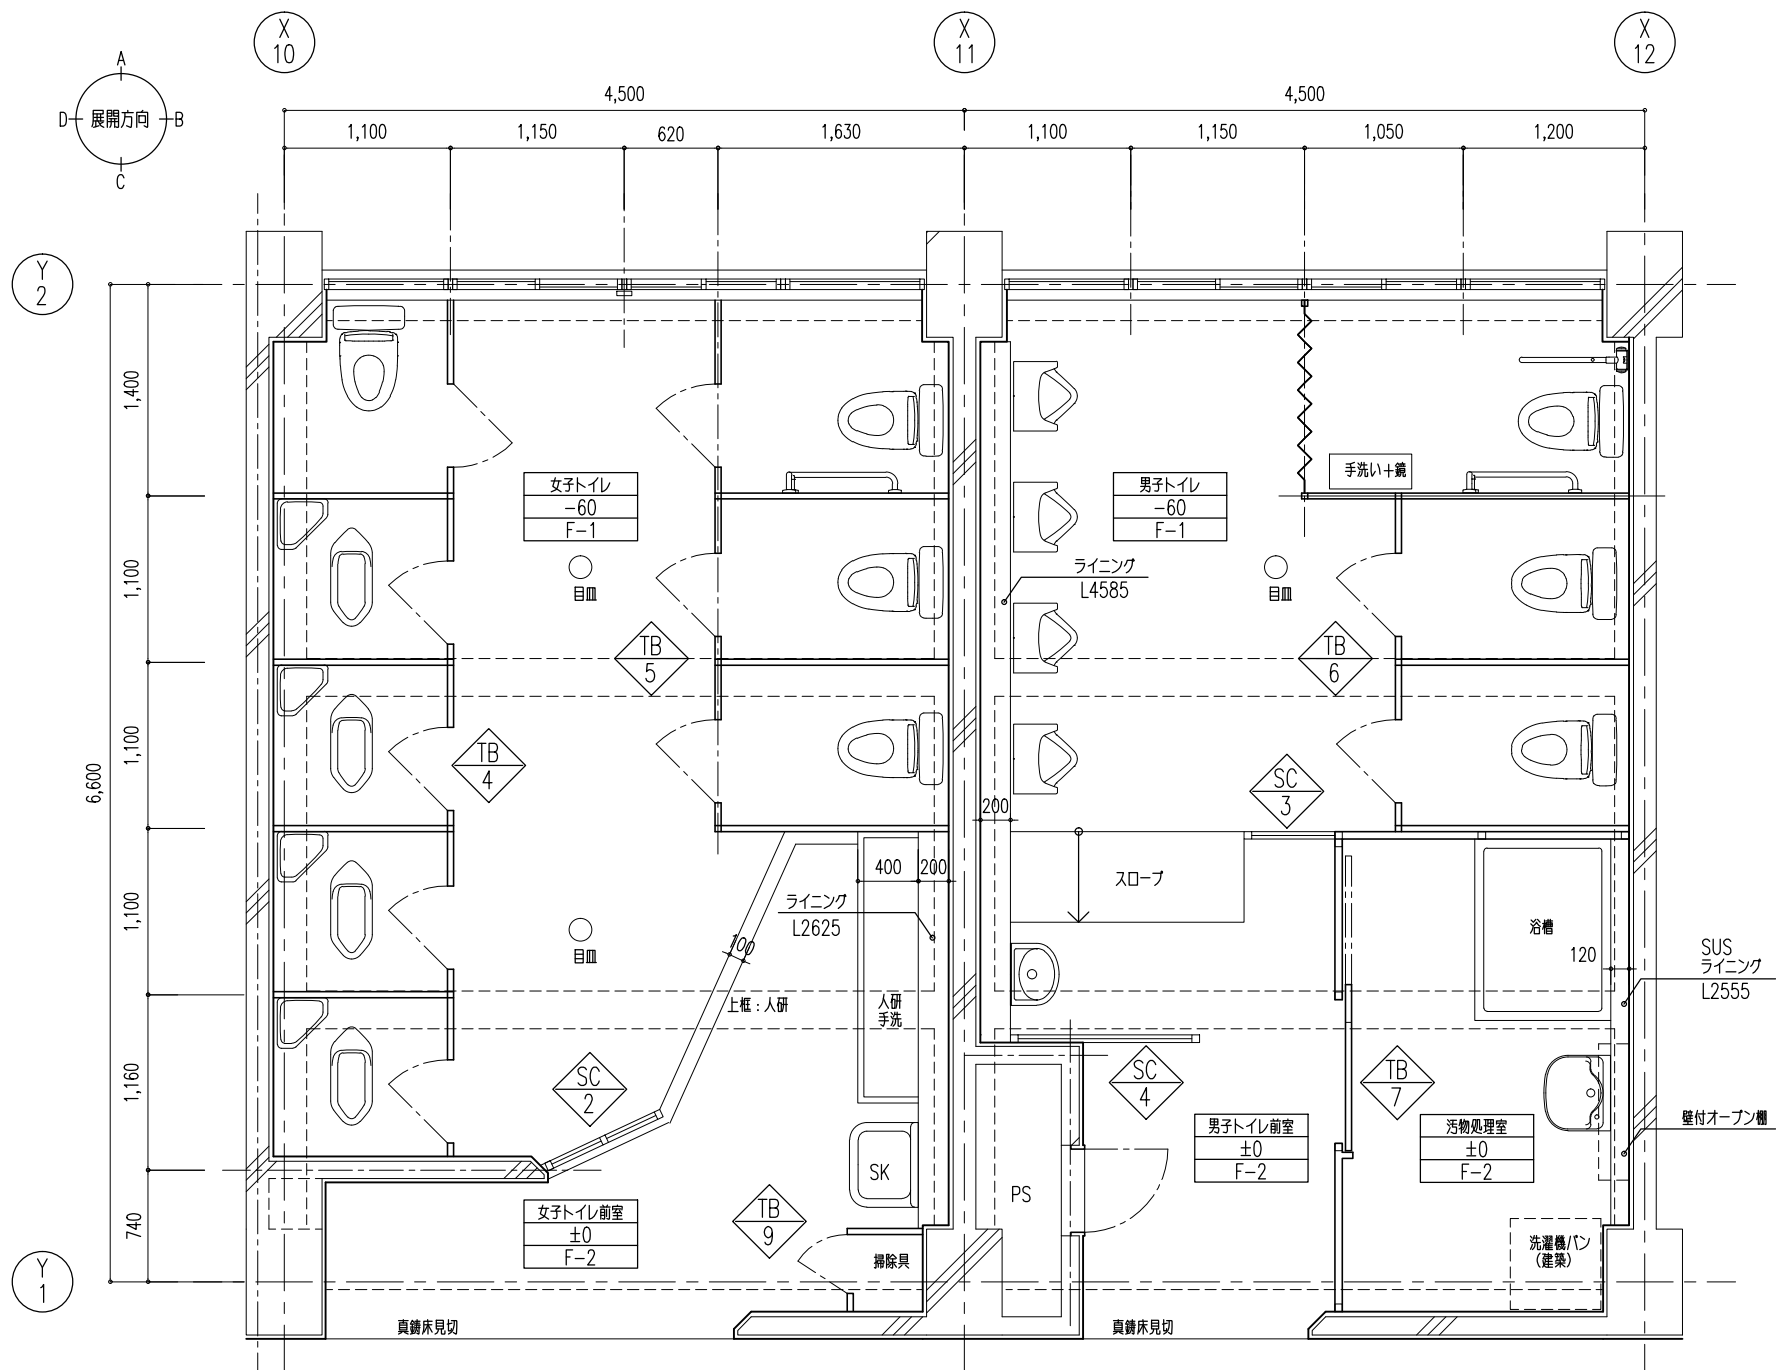 X
10
X
11
X
12
A
D
展開方向
B
C
4,500
4,500
1,100
1,150
620
1,630
1,100
1,150
1,050
1,200
Y
2
1,400
手洗い＋鏡
女子トイレ
-60
F-1
男子トイレ
-60
F-1
1,100
目皿
ライニング
L4585
目皿
TB
5
TB
6
6,600
1,100
TB
4
SC
3
200
1,100
400
200
スロープ
ライニング
L2625
浴槽
100
目皿
120
SUS
ライニング
L2555
上框：人研
人研
手洗
1,160
SC
2
SC
4
TB
7
男子トイレ前室
±0
F-2
汚物処理室
±0
F-2
壁付オープン棚
SK
PS
740
女子トイレ前室
±0
F-2
TB
9
掃除具
洗濯機パン
（建築）
Y
1
真鋳床見切
真鋳床見切